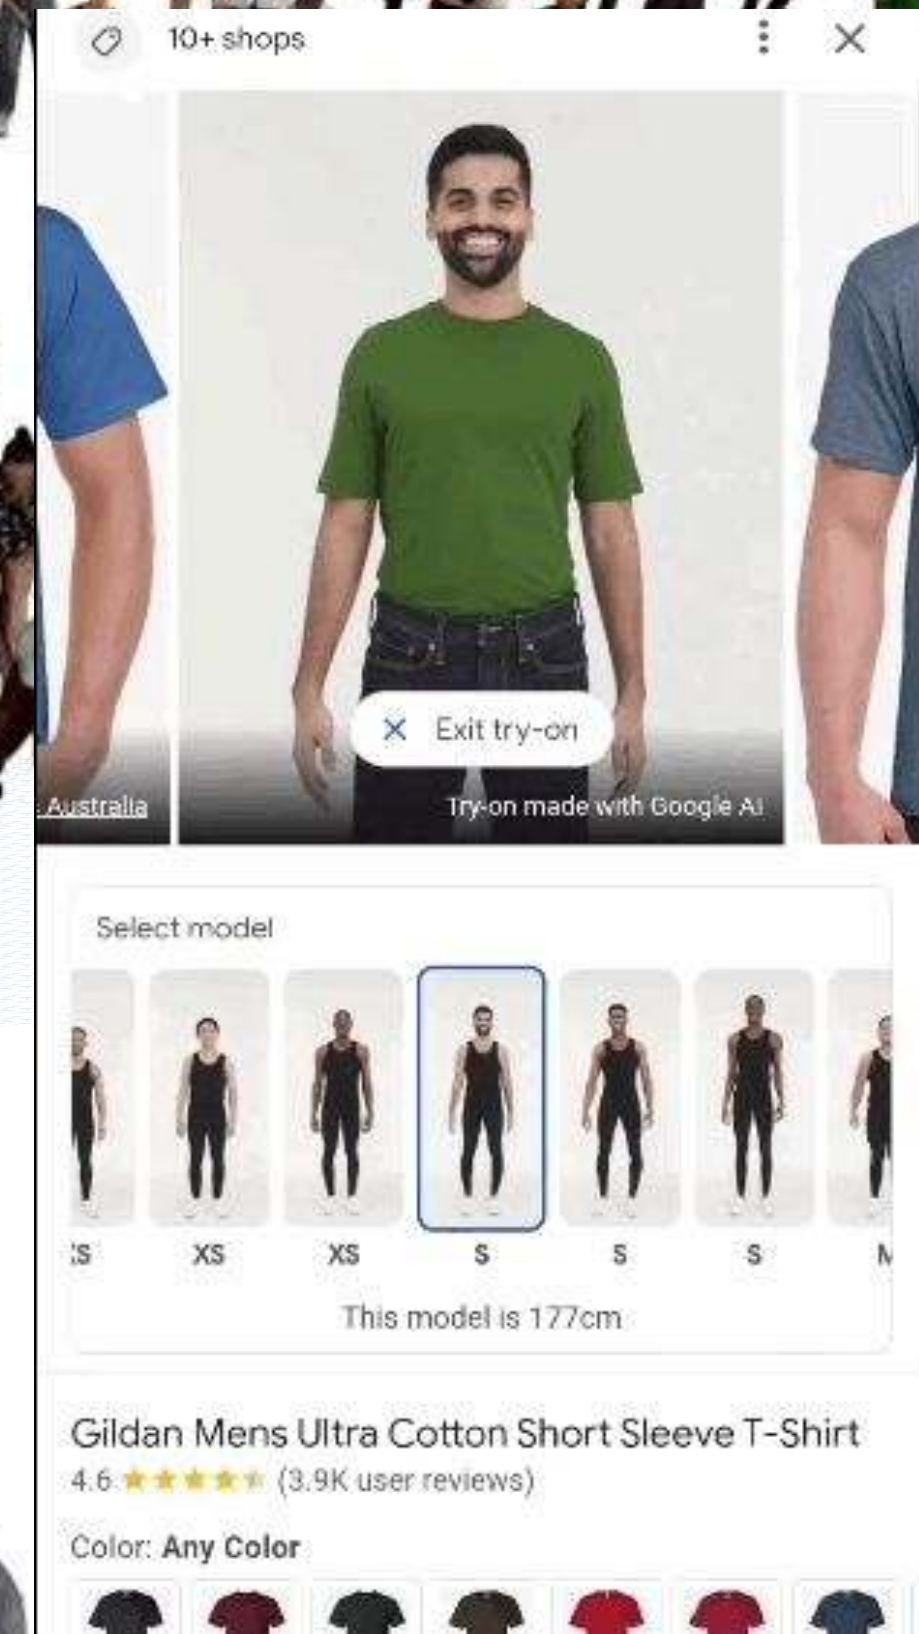 10+ shops
Exit try-on
Australia
Try-on made with Google AI
Select model
XS
XS
S
S
S
This model is 177cm
Gildan Mens Ultra Cotton Short Sleeve T-Shirt
4.6 (3.9K user reviews)
Color: Any Color